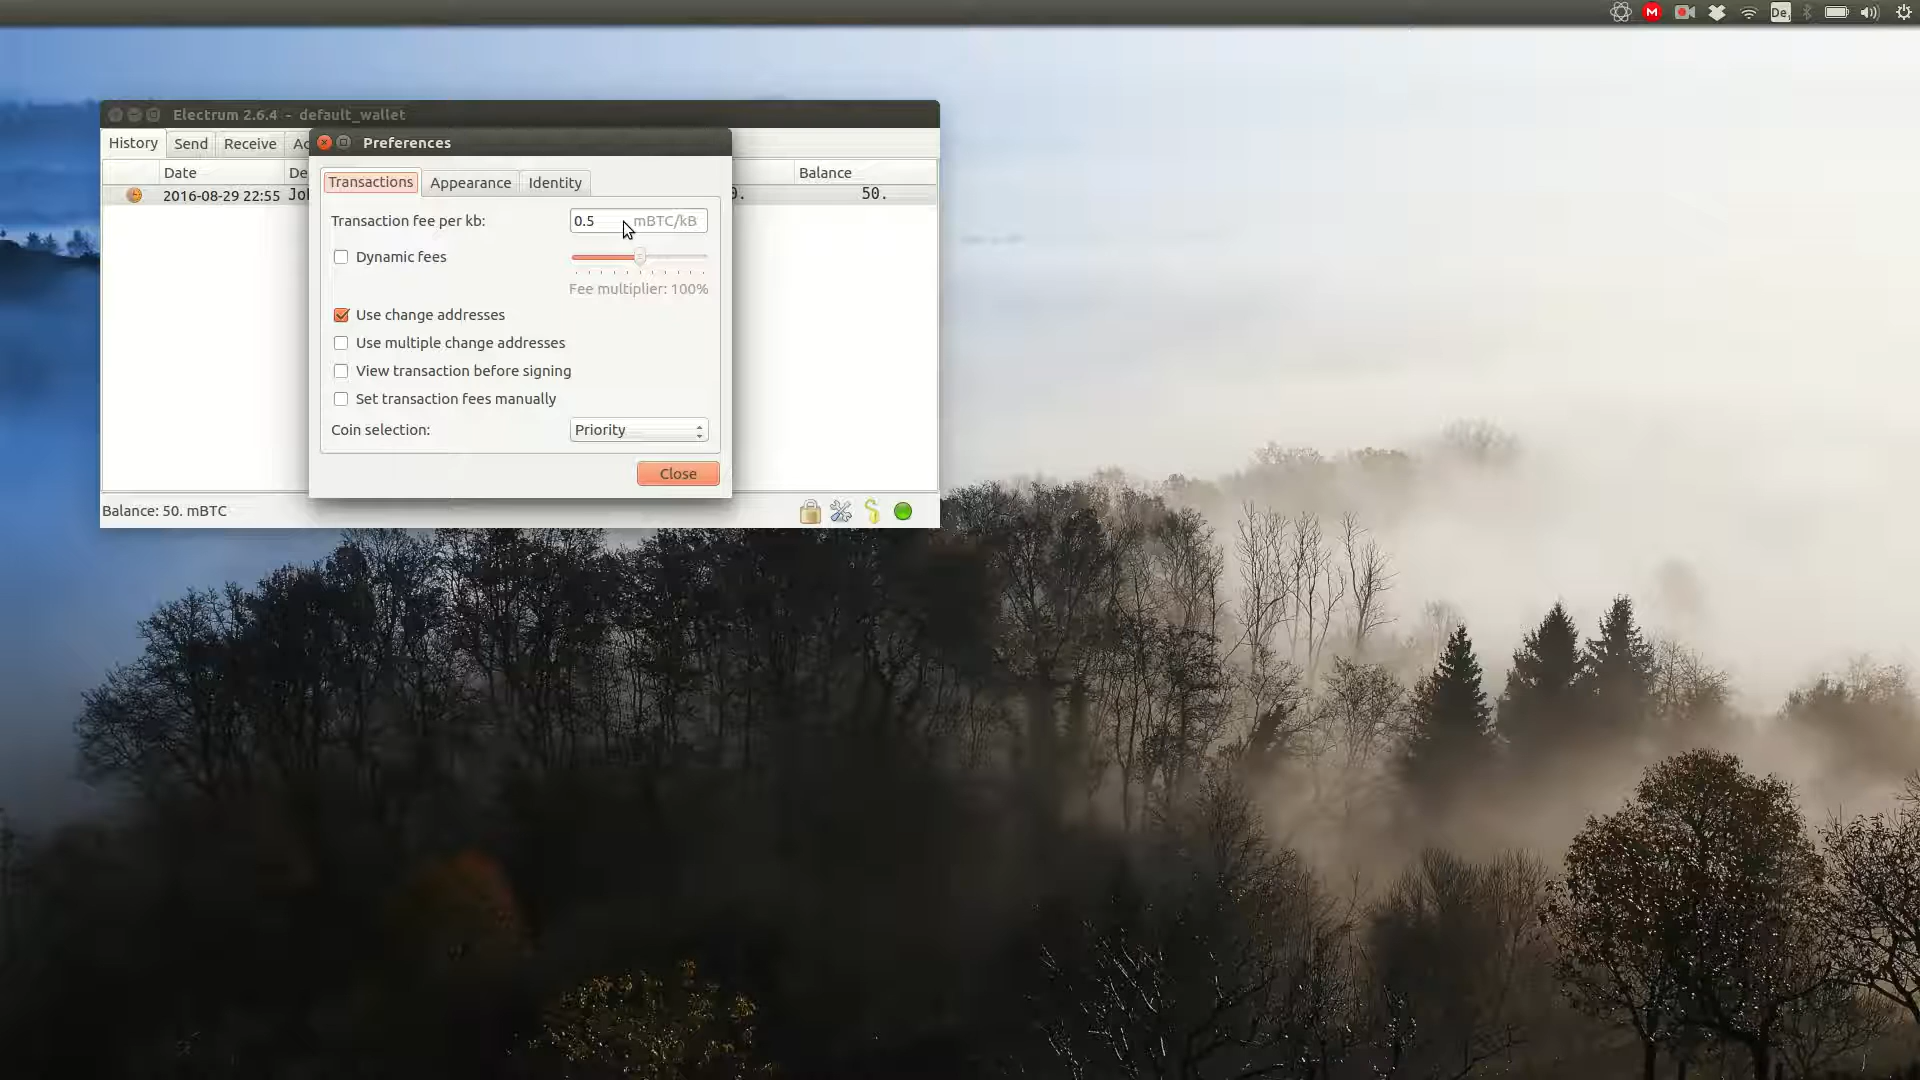 De₁
Electrum 2.6.4 - default_wallet
History Send Receive
Preferences
Date Balance
2016-08-29 22:55 50.
Transactions Appearance Identity
Transaction fee per kb: 0.5 mBTC/kB
Dynamic fees
Fee multiplier: 100%
Use change addresses
Use multiple change addresses
View transaction before signing
Set transaction fees manually
Coin selection: Priority
Close
Balance: 50. mBTC